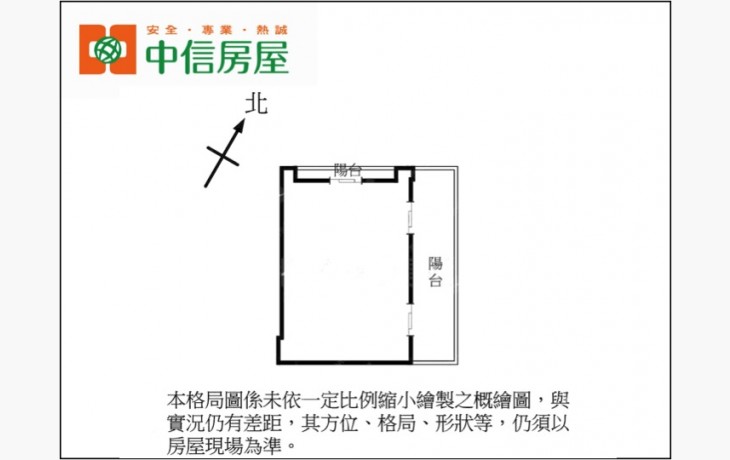 安全・專業・熱誠
中信房屋
北
陽台
陽
台
本格局圖係未依一定比例縮小繪製之概繪圖，與
實況仍有差距，其方位、格局、形狀等，仍須以
房屋現場為準。